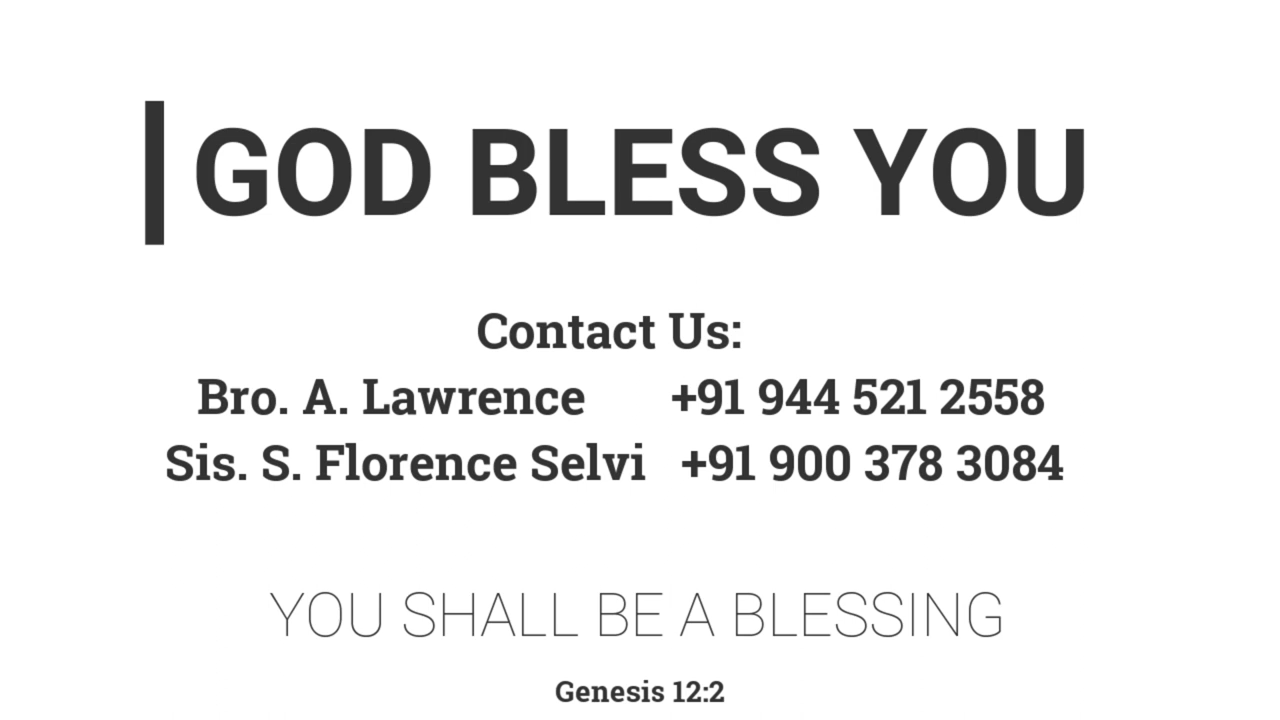 GOD BLESS YOU
Contact Us:
Bro. A. Lawrence +91 944 521 2558
Sis. S. Florence Selvi +91 900 378 3084
YOU SHALL BE A BLESSING
Genesis 12:2